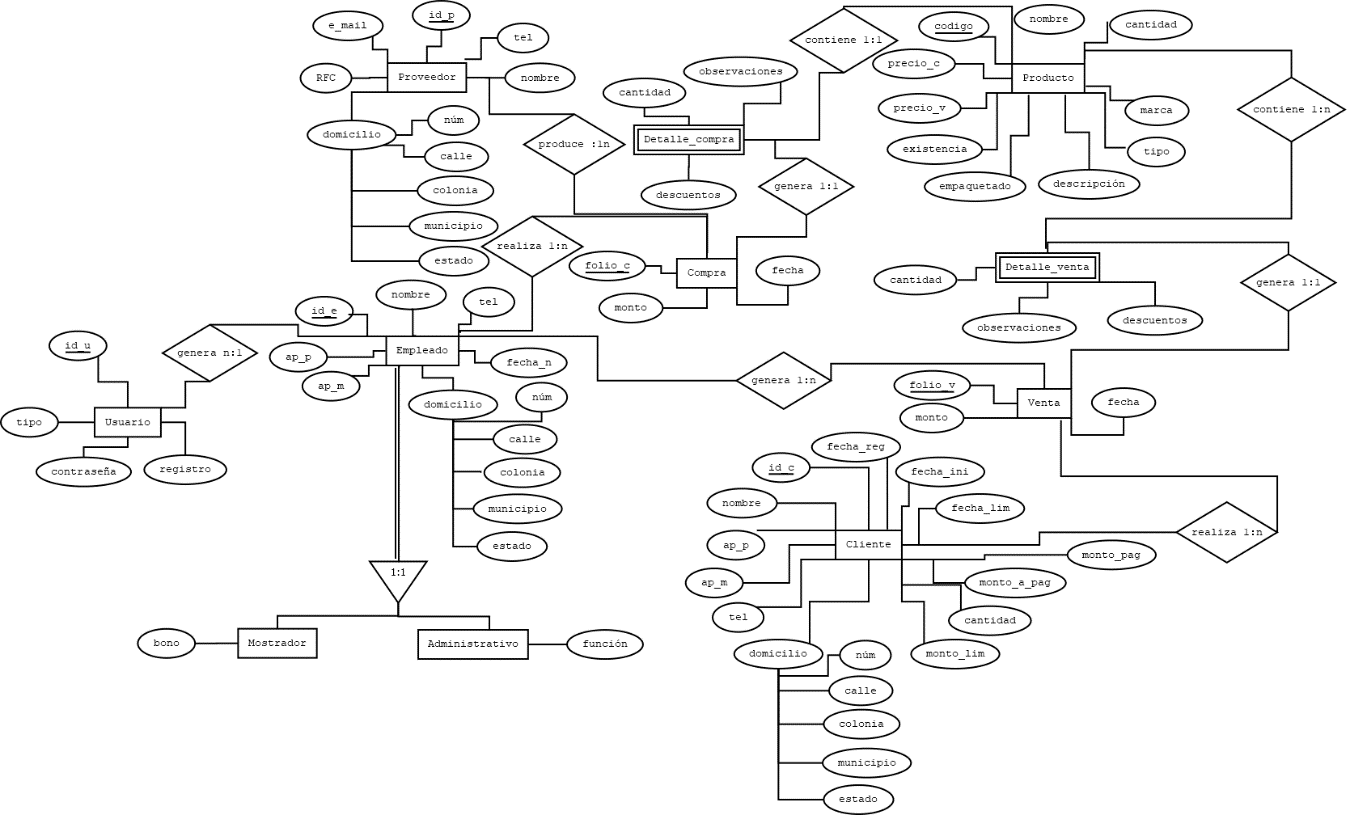 e_mail
id_p
tel
RFC
Proveedor
nombre
domicilio
núm
calle
colonia
municipio
estado
produce :1n
contiene 1:1
observaciones
cantidad
Detalle_compra
descuentos
genera 1:1
realiza 1:n
folio_c
Compra
fecha
monto
codigo
nombre
cantidad
precio_c
Producto
precio_v
marca
existencia
tipo
empaquetado
descripción
contiene 1:n
Detalle_venta
cantidad
observaciones
descuentos
genera 1:1
nombre
tel
id_e
Empleado
ap_p
ap_m
fecha_n
domicilio
núm
calle
colonia
municipio
estado
id_u
genera n:1
tipo
Usuario
contraseña
registro
genera 1:n
folio_v
Venta
monto
fecha
fecha_reg
id_c
fecha_ini
nombre
fecha_lim
ap_p
Cliente
realiza 1:n
monto_pag
ap_m
monto_a_pag
tel
cantidad
domicilio
monto_lim
núm
calle
colonia
municipio
estado
1:1
bono
Mostrador
Administrativo
función